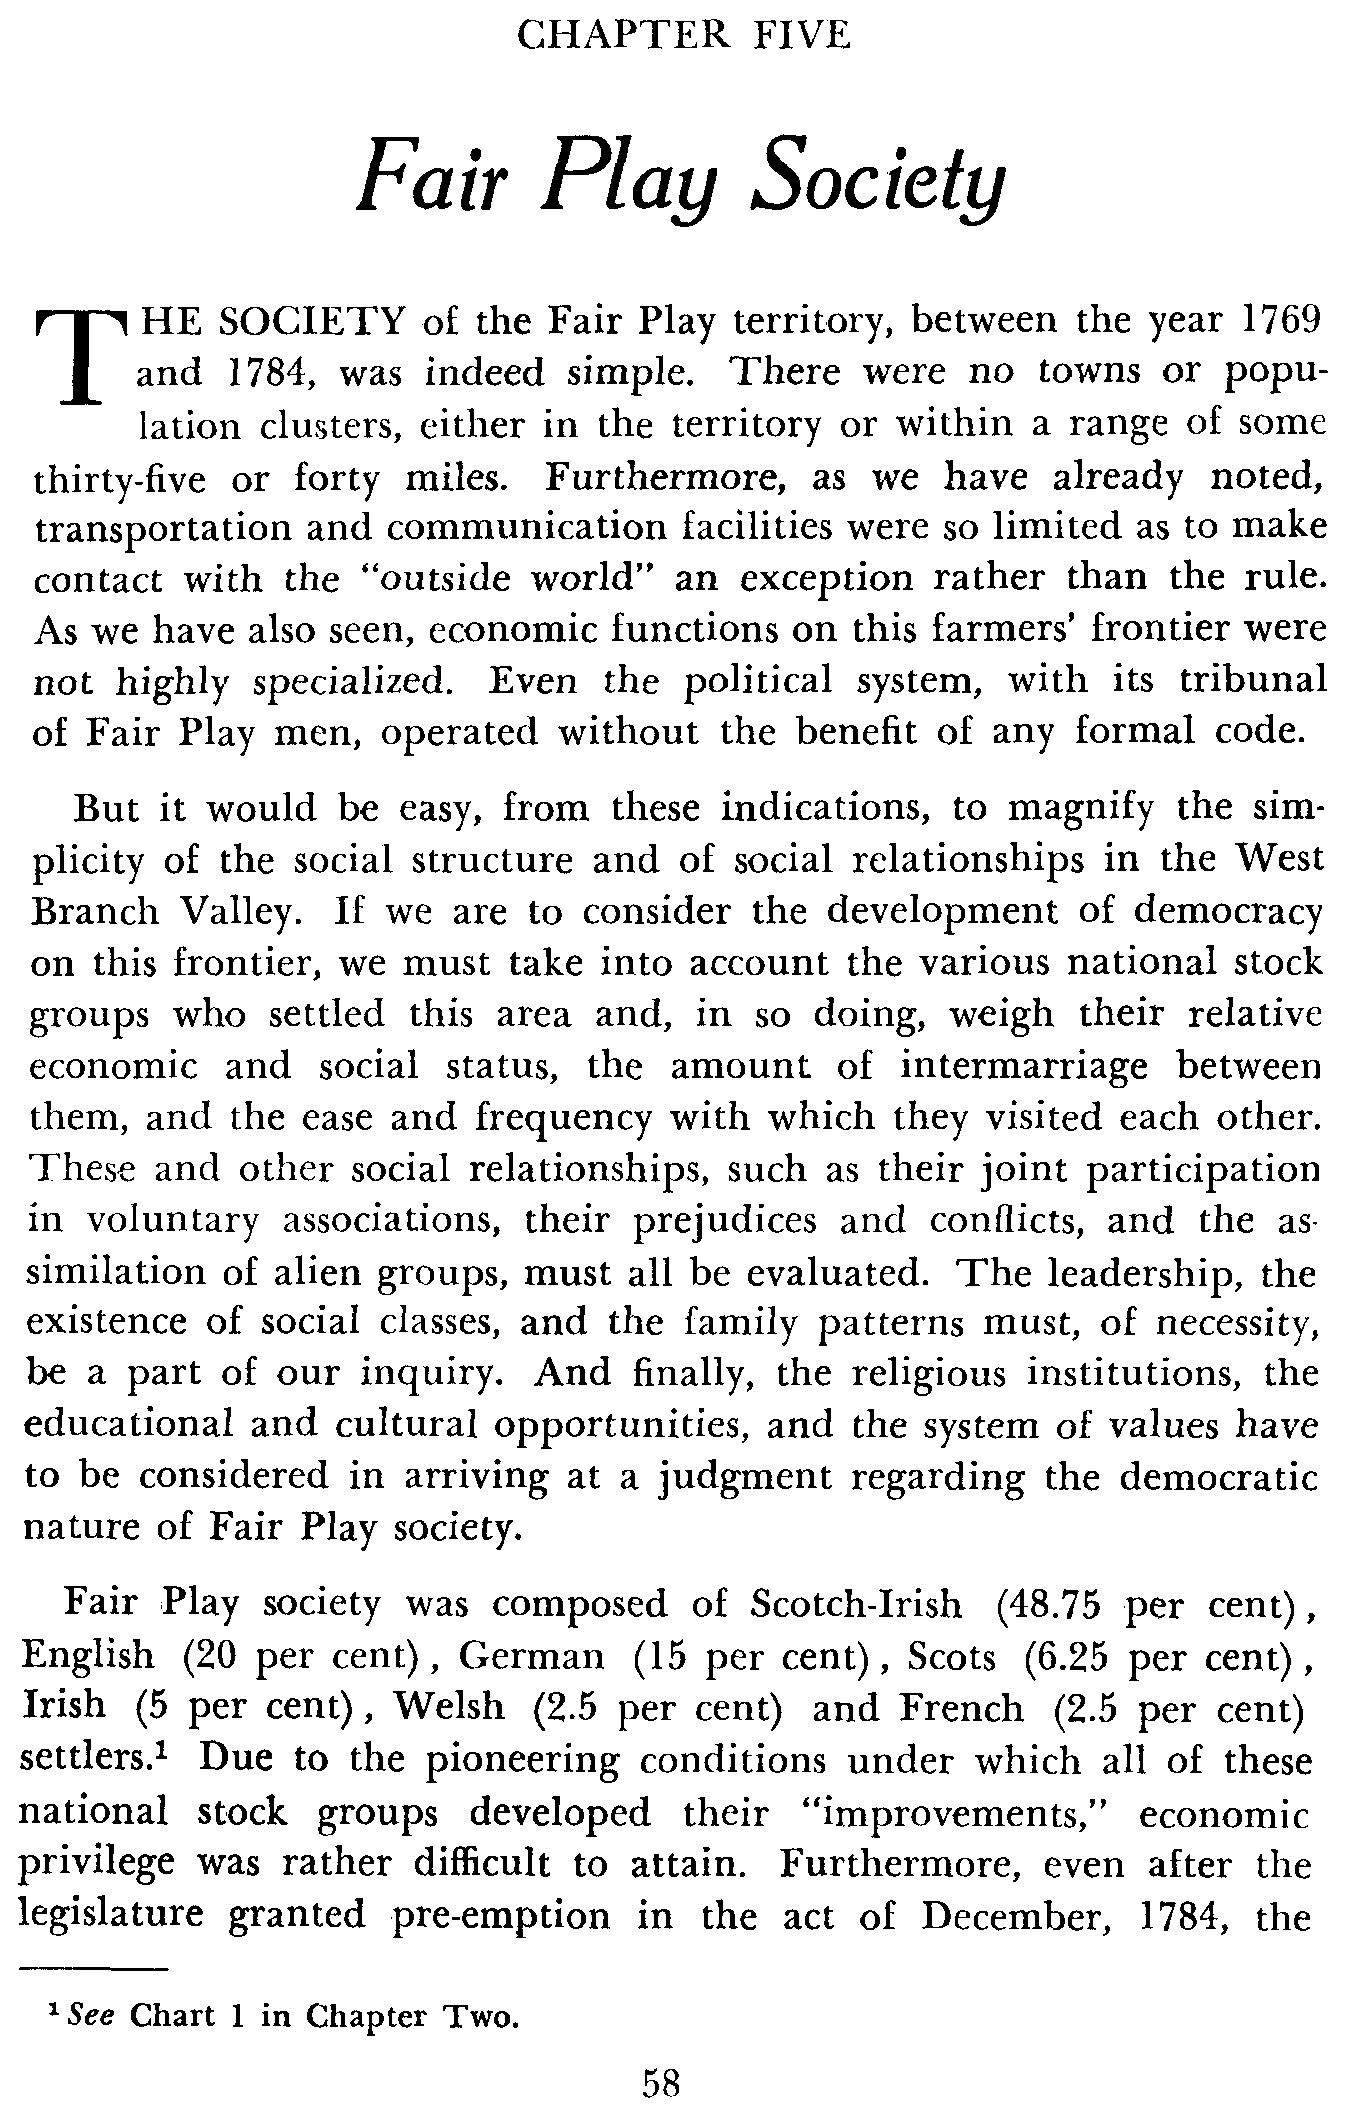 CHAPTER FIVE
Fair Play Society
THE SOCIETY of the Fair Play territory, between the year 1769
and 1784, was indeed simple. There were no towns or popu-
lation clusters, either in the territory or within a range of some
thirty-five or forty miles. Furthermore, as we have already noted,
transportation and communication facilities were so limited as to make
contact with the "outside world" an exception rather than the rule.
As we have also seen, economic functions on this farmers' frontier were
not highly specialized. Even the political system, with its tribunal
of Fair Play men, operated without the benefit of any formal code.
But it would be easy, from these indications, to magnify the sim-
plicity of the social structure and of social relationships in the West
Branch Valley. If we are to consider the development of democracy
on this frontier, we must take into account the various national stock
groups who settled this area and, in so doing, weigh their relative
economic and social status, the amount of intermarriage between
them, and the ease and frequency with which they visited each other.
These and other social relationships, such as their joint participation
in voluntary associations, their prejudices and conflicts, and the as-
similation of alien groups, must all be evaluated. The leadership, the
existence of social classes, and the family patterns must, of necessity,
be a part of our inquiry. And finally, the religious institutions, the
educational and cultural opportunities, and the system of values have
to be considered in arriving at a judgment regarding the democratic
nature of Fair Play society.
Fair Play society was composed of Scotch-Irish (48.75 per cent),
English (20 per cent), German (15 per cent), Scots (6.25 per cent),
Irish (5 per cent), Welsh (2.5 per cent) and French (2.5 per cent)
settlers.¹ Due to the pioneering conditions under which all of these
national stock groups developed their "improvements," economic
privilege was rather difficult to attain. Furthermore, even after the
legislature granted pre-emption in the act of December, 1784, the
¹ See Chart 1 in Chapter Two.
58